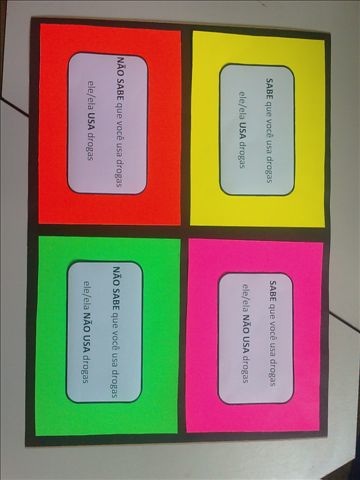 SABE que você usa drogas
ele/ela USA drogas
SABE que você usa drogas
ele/ela NÃO USA drogas
NÃO SABE que você usa drogas
ele/ela USA drogas
NÃO SABE que você usa drogas
ele/ela NÃO USA drogas